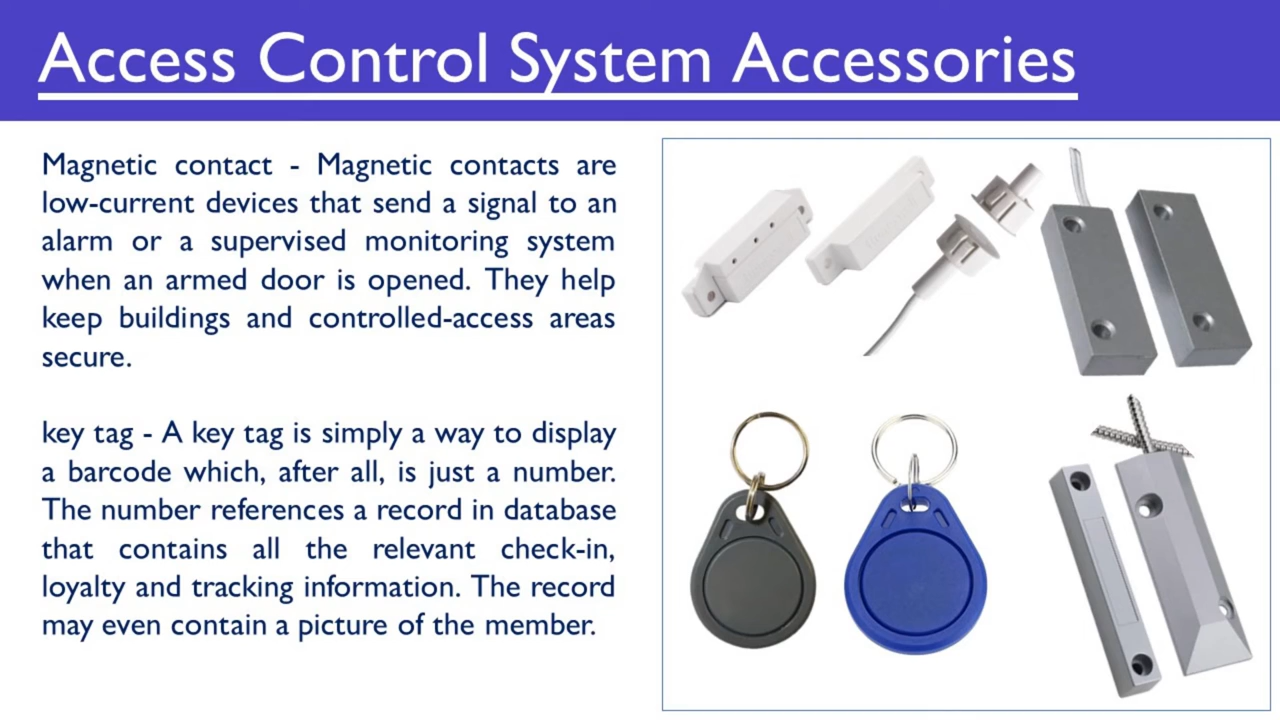 Access Control System Accessories
Magnetic contact - Magnetic contacts are
low-current devices that send a signal to an
alarm or a supervised monitoring system
when an armed door is opened. They help
keep buildings and controlled-access areas
secure.
key tag - A key tag is simply a way to display
a barcode which, after all, is just a number.
The number references a record in database
that contains all the relevant check-in,
loyalty and tracking information. The record
may even contain a picture of the member.